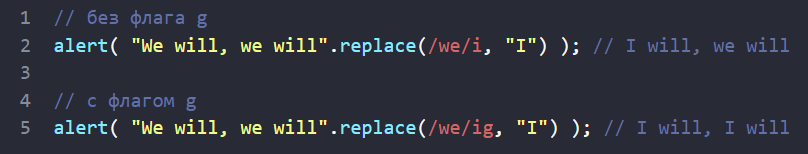 1 // без флага g
2 alert( "We will, we will".replace(/we/i, "I") ); // I will, we will
3
4 // с флагом g
5 alert( "We will, we will".replace(/we/ig, "I") ); // I will, I will